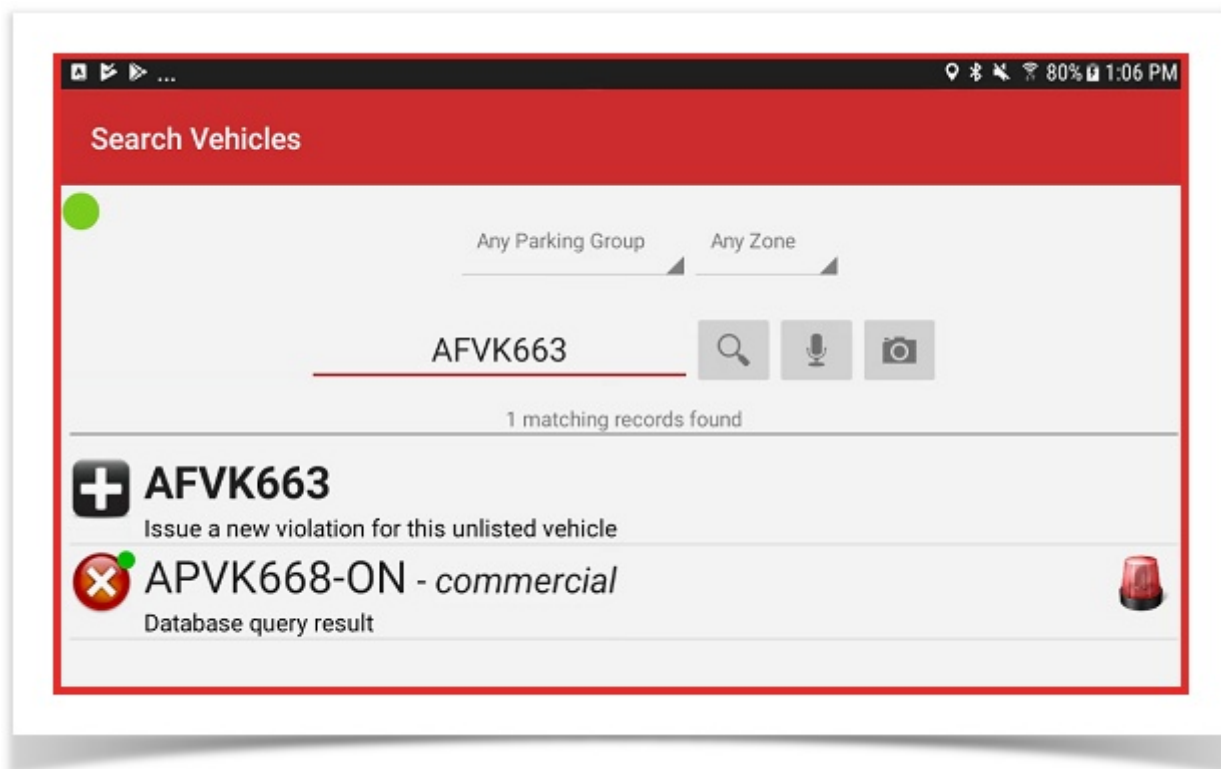 ... 80% 1:06 PM
Search Vehicles
Any Parking Group Any Zone
AFVK663
1 matching records found
AFVK663
Issue a new violation for this unlisted vehicle
APVK668-ON - commercial
Database query result